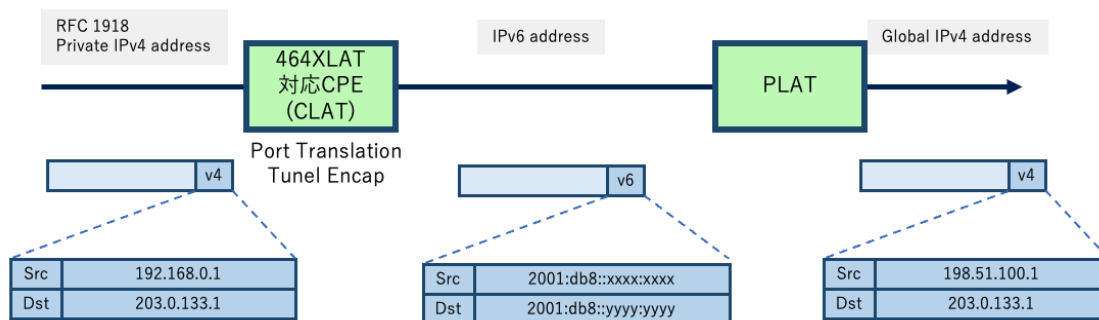 RFC 1918
Private IPv4 address
IPv6 address
Global IPv4 address
464XLAT
対応CPE
(CLAT)
PLAT
Port Translation
Tunel Encap
v4
v6
v4
Src 192.168.0.1
Dst 203.0.133.1
Src 2001:db8::xxxx:xxxx
Dst 2001:db8::yyyy:yyyy
Src 198.51.100.1
Dst 203.0.133.1